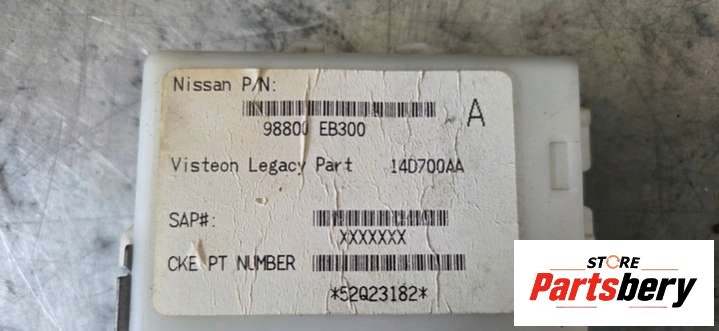 Nissan P/N:
98800 EB300
A
Visteon Legacy Part 14D700AA
SAP#:
XXXXXXX
CKE PT NUMBER
*52Q23182*
STORE
Partsbery